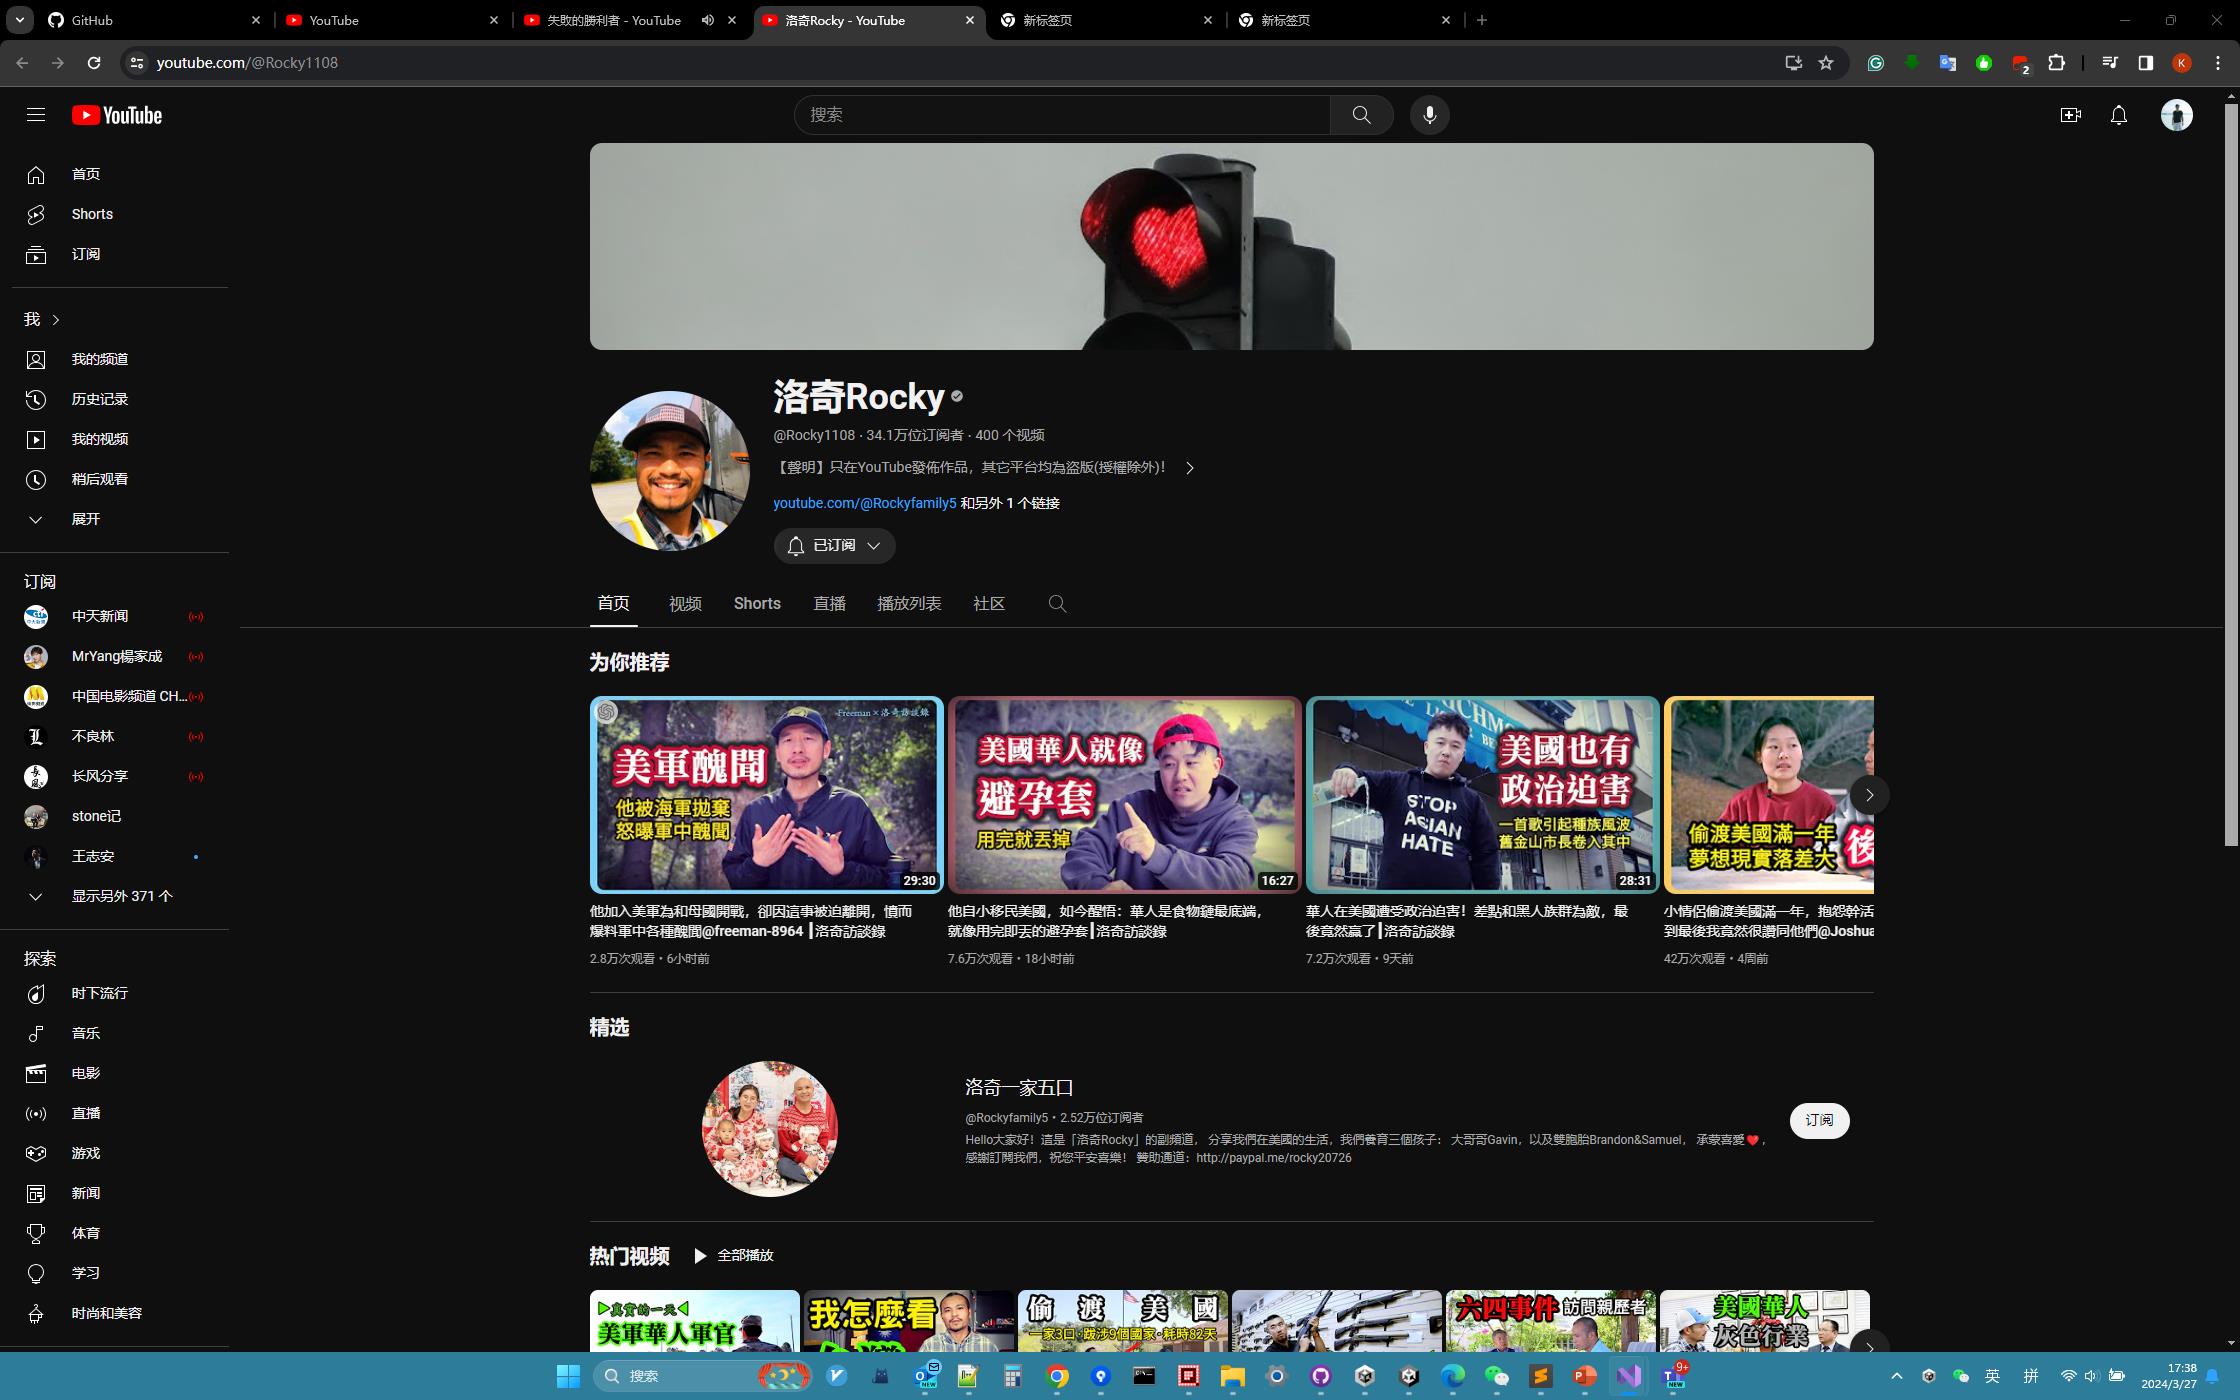 GitHub
YouTube
失敗的勝利者 - YouTube
洛奇Rocky - YouTube
新标签页
新标签页
youtube.com/@Rocky1108
2
K
YouTube
搜索
首页
Shorts
订阅
我
我的频道
历史记录
我的视频
稍后观看
展开
订阅
中天新闻
MrYang楊家成
中国电影频道 CH...
不良林
长风分享
stone记
王志安
显示另外 371 个
探索
时下流行
音乐
电影
直播
游戏
新闻
体育
学习
时尚和美容
洛奇Rocky
@Rocky1108 · 34.1万位订阅者 · 400 个视频
【聲明】只在YouTube發佈作品，其它平台均為盜版(授權除外)！
youtube.com/@Rockyfamily5 和另外 1 个链接
已订阅
首页 视频 Shorts 直播 播放列表 社区
为你推荐
Freeman × 洛奇訪談錄
美軍醜聞
他被海軍拋棄
怒曝軍中醜聞
29:30
他加入美軍為和母國開戰，卻因這事被迫離開，憤而
爆料軍中各種醜聞@freeman-8964┃洛奇訪談錄
2.8万次观看 • 6小时前
美國華人就像
避孕套
用完就丟掉
16:27
他自小移民美國，如今醒悟：華人是食物鏈最底端，
就像用完即丟的避孕套┃洛奇訪談錄
7.6万次观看 • 18小时前
STOP
ASIAN
HATE
美國也有
政治迫害
一首歌引起種族風波
舊金山市長卷入其中
28:31
華人在美國遭受政治迫害！差點和黑人族群為敵，最
後竟然贏了┃洛奇訪談錄
7.2万次观看 • 9天前
偷渡美國滿一年
夢想現實落差大
後
小情侶偷渡美國滿一年，抱怨幹活
到最後我竟然很讚同他們@Joshua
42万次观看 • 4周前
精选
洛奇一家五口
@Rockyfamily5 • 2.52万位订阅者
Hello大家好！這是「洛奇Rocky」的副頻道， 分享我們在美國的生活，我們養育三個孩子： 大哥哥Gavin，以及雙胞胎Brandon&Samuel， 承蒙喜愛❤️，
感謝訂閱我們，祝您平安喜樂！ 贊助通道：http://paypal.me/rocky20726
订阅
热门视频
全部播放
真實的一天
美軍華人軍官
我怎麼看
偷渡美國
一家3口·跋涉9個國家·耗時82天
六四事件 訪問親歷者
美國華人
灰色行業
搜索
英
拼
17:38
2024/3/27